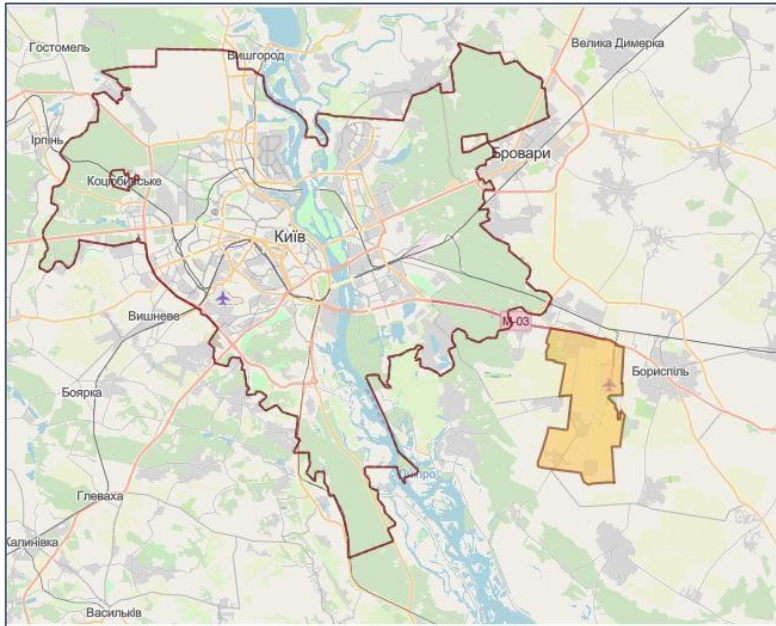 Гостомель
Вишгород
Велика Димерка
Ірпінь
Бровари
Коцюбинське
Київ
М-03
Вишневе
Бориспіль
Боярка
Дніпро
Глеваха
Калинівка
Васильків